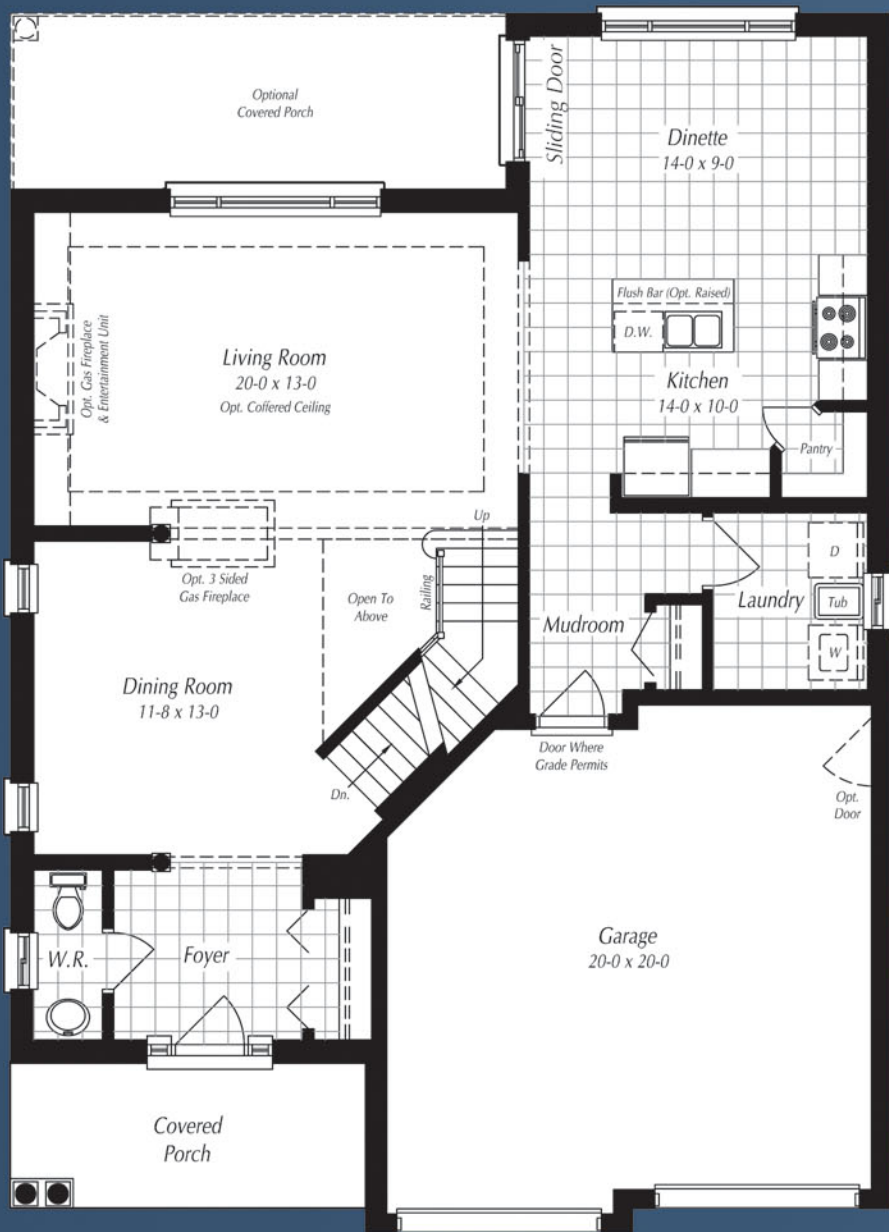 Optional
Covered Porch
Sliding Door
Dinette
14-0 x 9-0
Flush Bar (Opt. Raised)
D.W.
Opt. Gas Fireplace
& Entertainment Unit
Living Room
20-0 x 13-0
Opt. Coffered Ceiling
Kitchen
14-0 x 10-0
Pantry
Up
Opt. 3 Sided
Gas Fireplace
Open To
Above
Railing
D
Laundry
Tub
W
Mudroom
Dining Room
11-8 x 13-0
Door Where
Grade Permits
Dn.
Opt.
Door
W.R.
Foyer
Garage
20-0 x 20-0
Covered
Porch